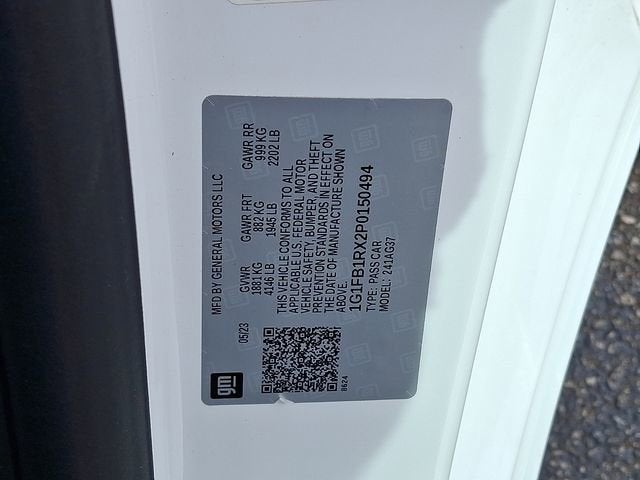 gm
MFD BY GENERAL MOTORS LLC
05/23
GVWR GAWR FRT GAWR RR
1881 KG 882 KG 999 KG
4146 LB 1945 LB 2202 LB
THIS VEHICLE CONFORMS TO ALL
APPLICABLE U.S. FEDERAL MOTOR
VEHICLE SAFETY, BUMPER, AND THEFT
PREVENTION STANDARDS IN EFFECT ON
THE DATE OF MANUFACTURE SHOWN
ABOVE.
1G1FB1RX2P0150494
TYPE: PASS CAR
MODEL: 241AG37
8624